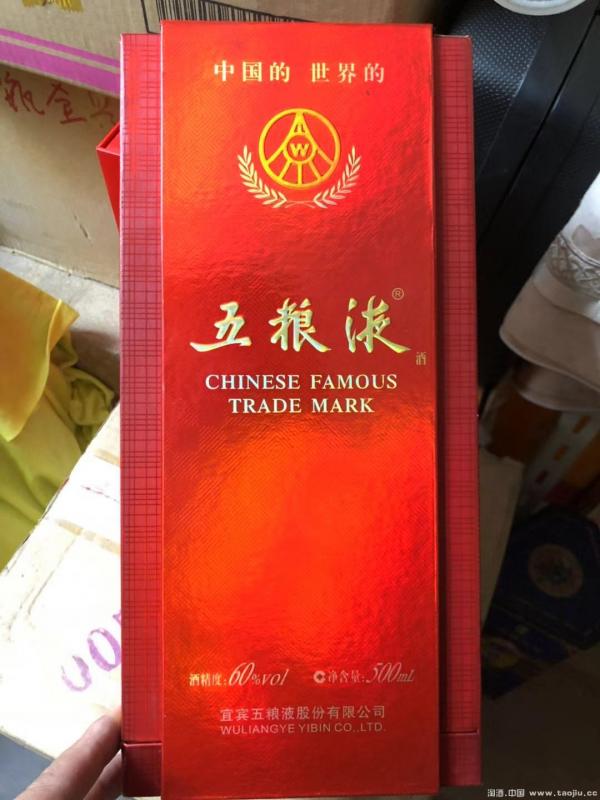 中国的 世界的
W
五粮液®
酒
CHINESE FAMOUS
TRADE MARK
酒精度:60%vol
C净含量:500mL
宜宾五粮液股份有限公司
WULIANGYE YIBIN CO.,LTD.
00
淘酒.中国 www.taojiu.cc